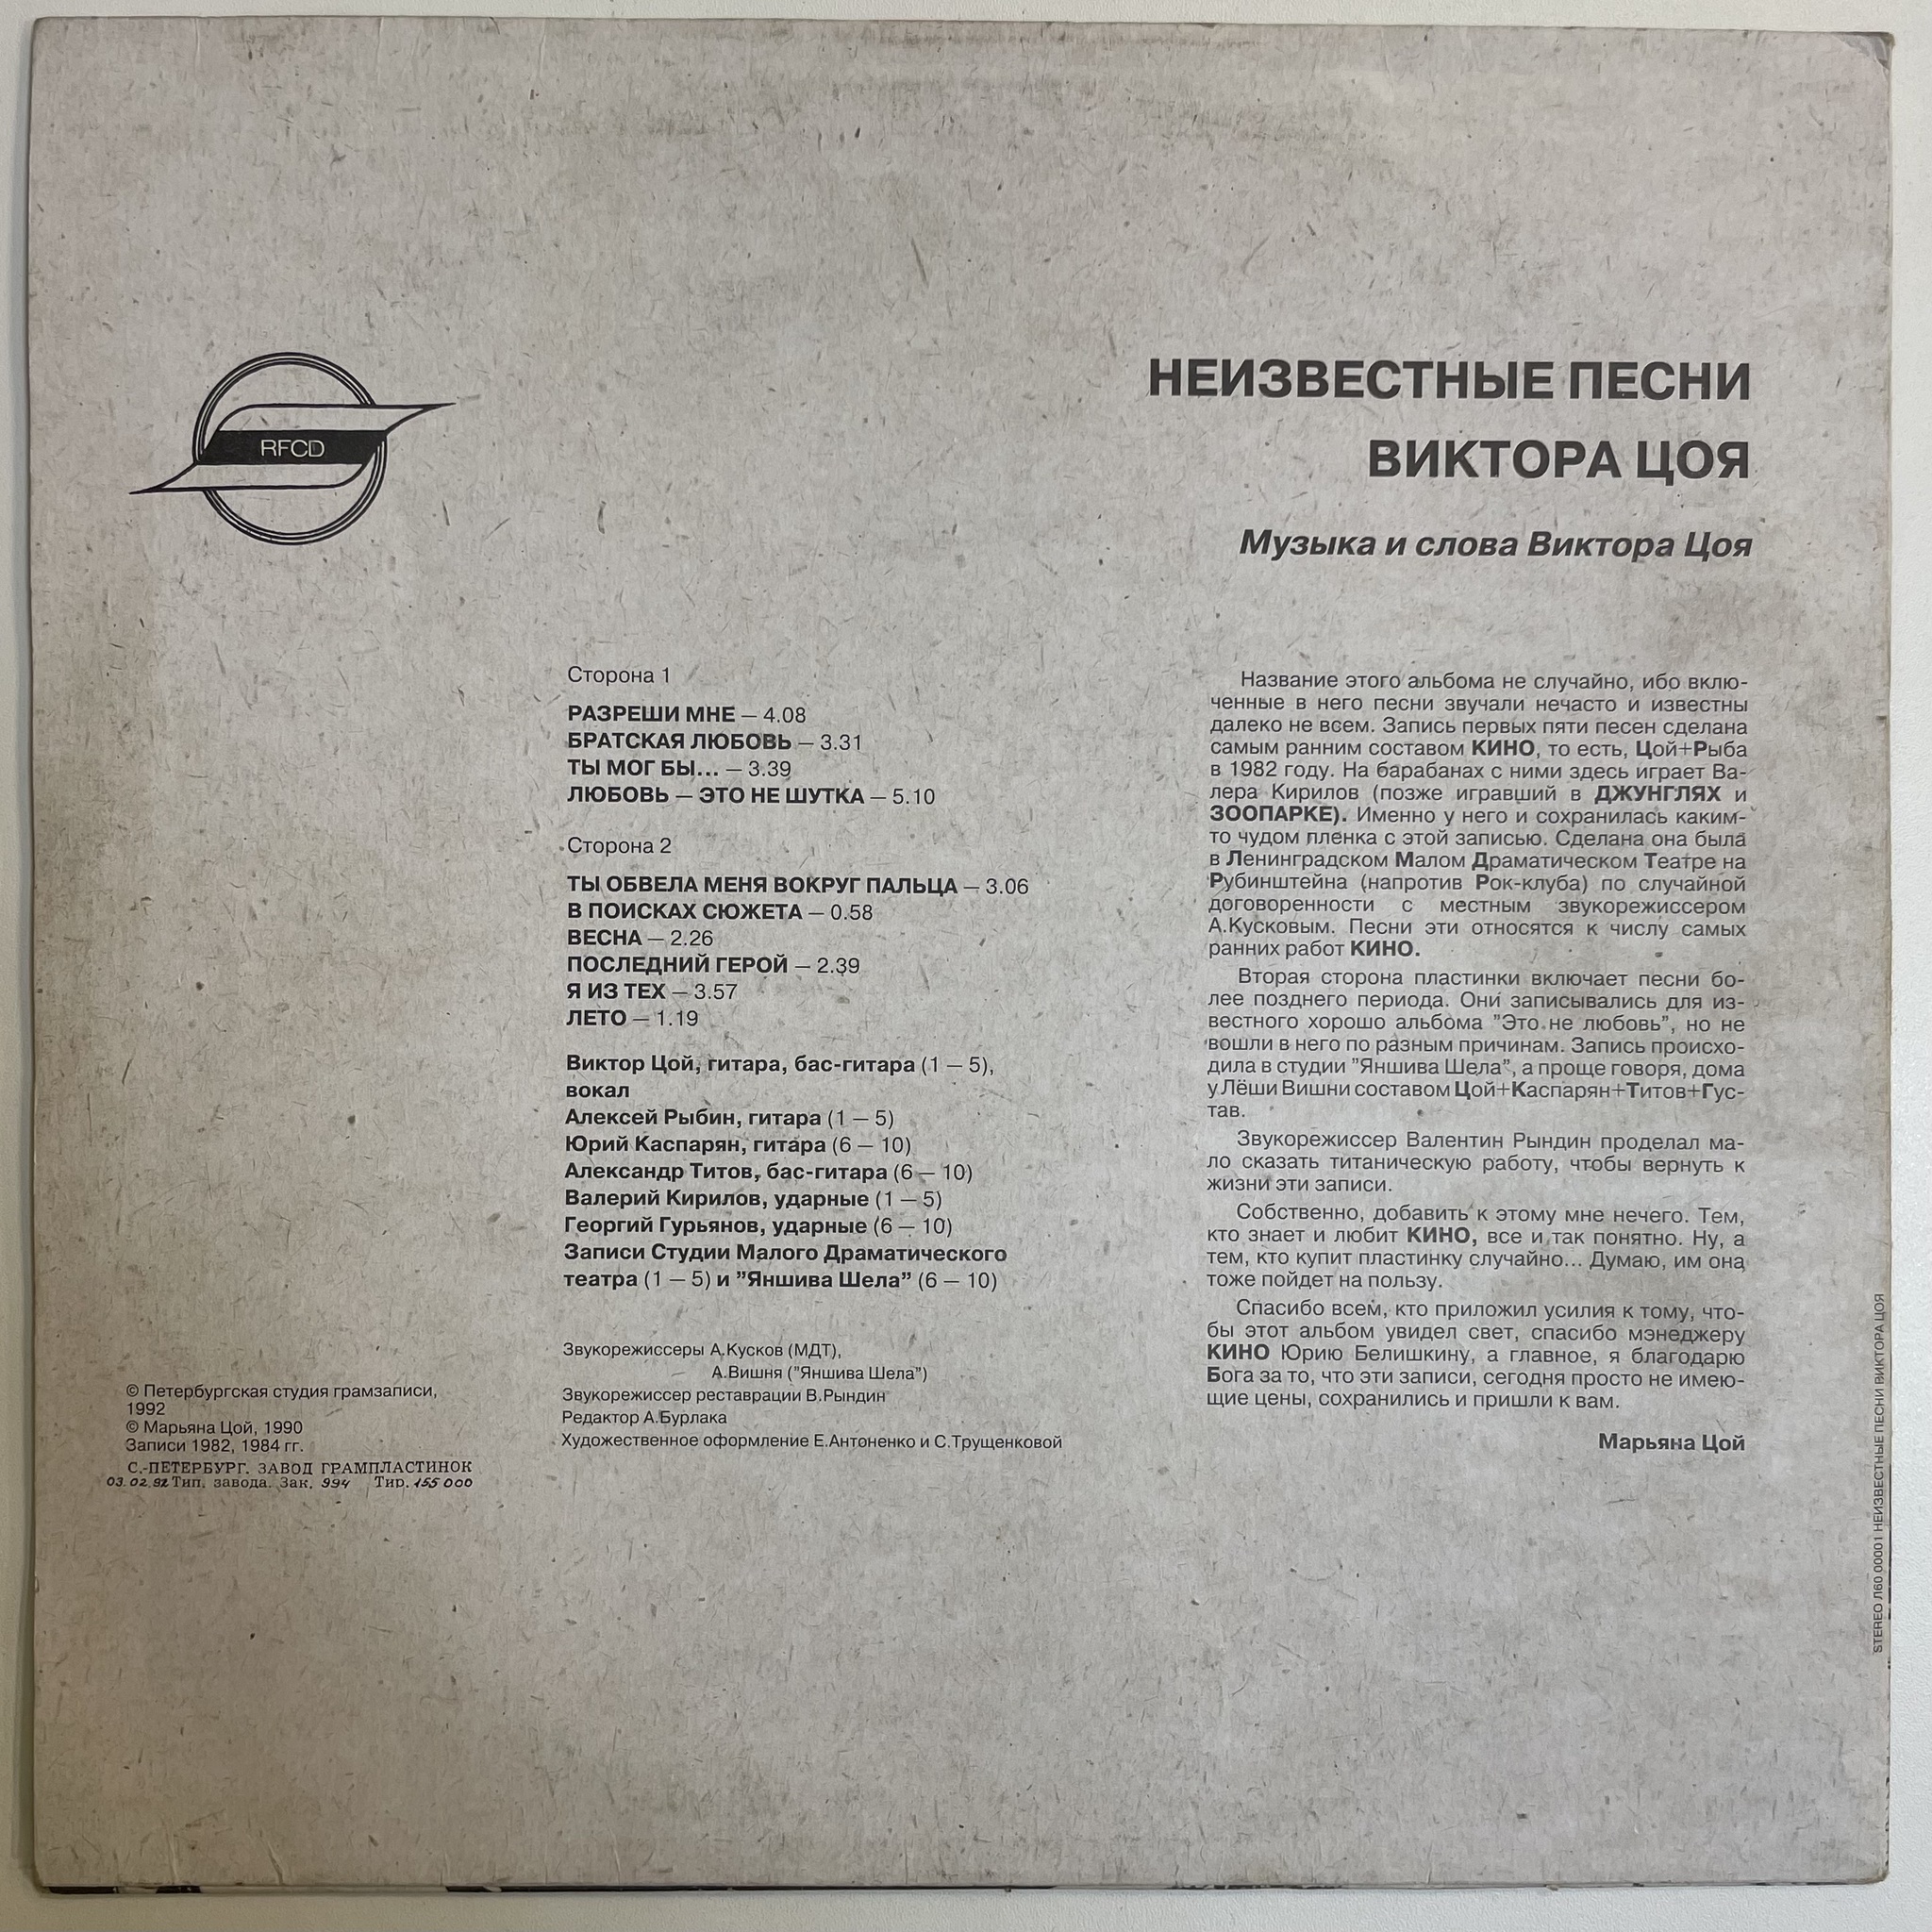 RFCD
НЕИЗВЕСТНЫЕ ПЕСНИ
ВИКТОРА ЦОЯ
Музыка и слова Виктора Цоя
Сторона 1
РАЗРЕШИ МНЕ — 4.08
БРАТСКАЯ ЛЮБОВЬ — 3.31
ТЫ МОГ БЫ... — 3.39
ЛЮБОВЬ — ЭТО НЕ ШУТКА — 5.10
Сторона 2
ТЫ ОБВЕЛА МЕНЯ ВОКРУГ ПАЛЬЦА — 3.06
В ПОИСКАХ СЮЖЕТА — 0.58
ВЕСНА — 2.26
ПОСЛЕДНИЙ ГЕРОЙ — 2.39
Я ИЗ ТЕХ — 3.57
ЛЕТО — 1.19
Виктор Цой, гитара, бас-гитара (1 — 5),
вокал
Алексей Рыбин, гитара (1 — 5)
Юрий Каспарян, гитара (6 — 10)
Александр Титов, бас-гитара (6 — 10)
Валерий Кирилов, ударные (1 — 5)
Георгий Гурьянов, ударные (6 — 10)
Записи Студии Малого Драматического
театра (1 — 5) и ”Яншива Шела” (6 — 10)
Звукорежиссеры А.Кусков (МДТ),
А.Вишня (”Яншива Шела”)
Звукорежиссер реставрации В.Рындин
Редактор А.Бурлака
Художественное оформление Е.Антоненко и С.Трущенковой
© Петербургская студия грамзаписи,
1992
© Марьяна Цой, 1990
Записи 1982, 1984 гг.
С.-ПЕТЕРБУРГ. ЗАВОД ГРАМПЛАСТИНОК
03.02.92 Тип. завода. Зак. 994 Тир. 155 000
Название этого альбома не случайно, ибо вклю-
ченные в него песни звучали нечасто и известны
далеко не всем. Запись первых пяти песен сделана
самым ранним составом КИНО, то есть, Цой+Рыба
в 1982 году. На барабанах с ними здесь играет Ва-
лера Кирилов (позже игравший в ДЖУНГЛЯХ и
ЗООПАРКЕ). Именно у него и сохранилась каким-
то чудом пленка с этой записью. Сделана она была
в Ленинградском Малом Драматическом Театре на
Рубинштейна (напротив Рок-клуба) по случайной
договоренности с местным звукорежиссером
А.Кусковым. Песни эти относятся к числу самых
ранних работ КИНО.
Вторая сторона пластинки включает песни бо-
лее позднего периода. Они записывались для из-
вестного хорошо альбома ”Это не любовь”, но не
вошли в него по разным причинам. Запись происхо-
дила в студии ”Яншива Шела”, а проще говоря, дома
у Лёши Вишни составом Цой+Каспарян+Титов+Гус-
тав.
Звукорежиссер Валентин Рындин проделал ма-
ло сказать титаническую работу, чтобы вернуть к
жизни эти записи.
Собственно, добавить к этому мне нечего. Тем,
кто знает и любит КИНО, все и так понятно. Ну, а
тем, кто купит пластинку случайно... Думаю, им она
тоже пойдет на пользу.
Спасибо всем, кто приложил усилия к тому, что-
бы этот альбом увидел свет, спасибо мэнеджеру
КИНО Юрию Белишкину, а главное, я благодарю
Бога за то, что эти записи, сегодня просто не имею-
щие цены, сохранились и пришли к вам.
Марьяна Цой
STEREO Л60 00001 НЕИЗВЕСТНЫЕ ПЕСНИ ВИКТОРА ЦОЯ